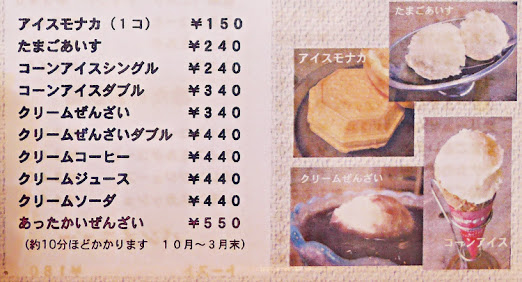 アイスモナカ（１コ） ￥１５０
たまごあいす ￥２４０
コーンアイスシングル ￥２４０
コーンアイスダブル ￥３４０
クリームぜんざい ￥３４０
クリームぜんざいダブル ￥４４０
クリームコーヒー ￥４４０
クリームジュース ￥４４０
クリームソーダ ￥４４０
あったかいぜんざい ￥５５０
（約10分ほどかかります １０月～３月末）
たまごあいす
アイスモナカ
クリームぜんざい
コーンアイス